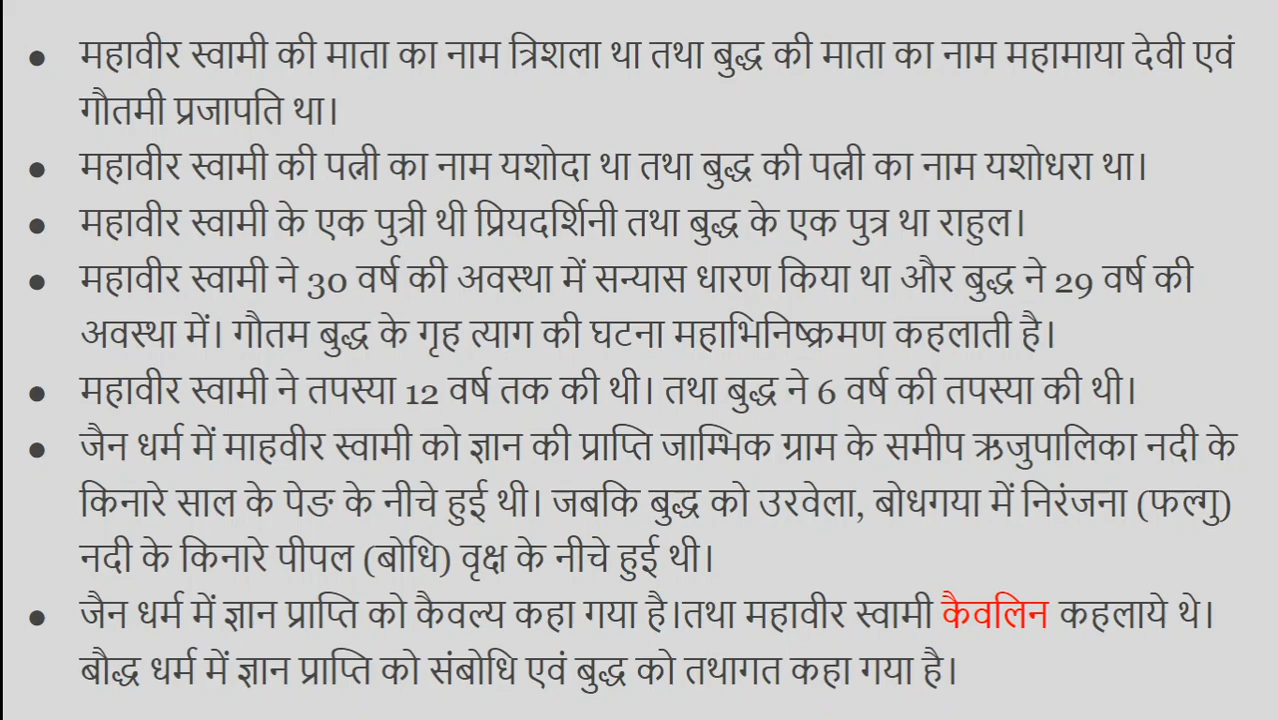 • महावीर स्वामी की माता का नाम त्रिशला था तथा बुद्ध की माता का नाम महामाया देवी एवं
गौतमी प्रजापति था।
• महावीर स्वामी की पत्नी का नाम यशोदा था तथा बुद्ध की पत्नी का नाम यशोधरा था।
• महावीर स्वामी के एक पुत्री थी प्रियदर्शिनी तथा बुद्ध के एक पुत्र था राहुल।
• महावीर स्वामी ने 30 वर्ष की अवस्था में सन्यास धारण किया था और बुद्ध ने 29 वर्ष की
अवस्था में। गौतम बुद्ध के गृह त्याग की घटना महाभिनिष्क्रमण कहलाती है।
• महावीर स्वामी ने तपस्या 12 वर्ष तक की थी। तथा बुद्ध ने 6 वर्ष की तपस्या की थी।
• जैन धर्म में माहवीर स्वामी को ज्ञान की प्राप्ति जाम्भिक ग्राम के समीप ऋजुपालिका नदी के
किनारे साल के पेङ के नीचे हुई थी। जबकि बुद्ध को उरवेला, बोधगया में निरंजना (फल्गु)
नदी के किनारे पीपल (बोधि) वृक्ष के नीचे हुई थी।
• जैन धर्म में ज्ञान प्राप्ति को कैवल्य कहा गया है।तथा महावीर स्वामी कैवलिन कहलाये थे।
बौद्ध धर्म में ज्ञान प्राप्ति को संबोधि एवं बुद्ध को तथागत कहा गया है।